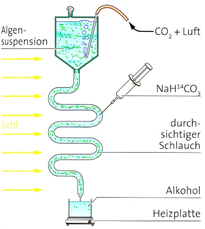 Algen-
suspension
CO₂ + Luft
NaH¹⁴CO₃
Licht
durch-
sichtiger
Schlauch
Alkohol
Heizplatte